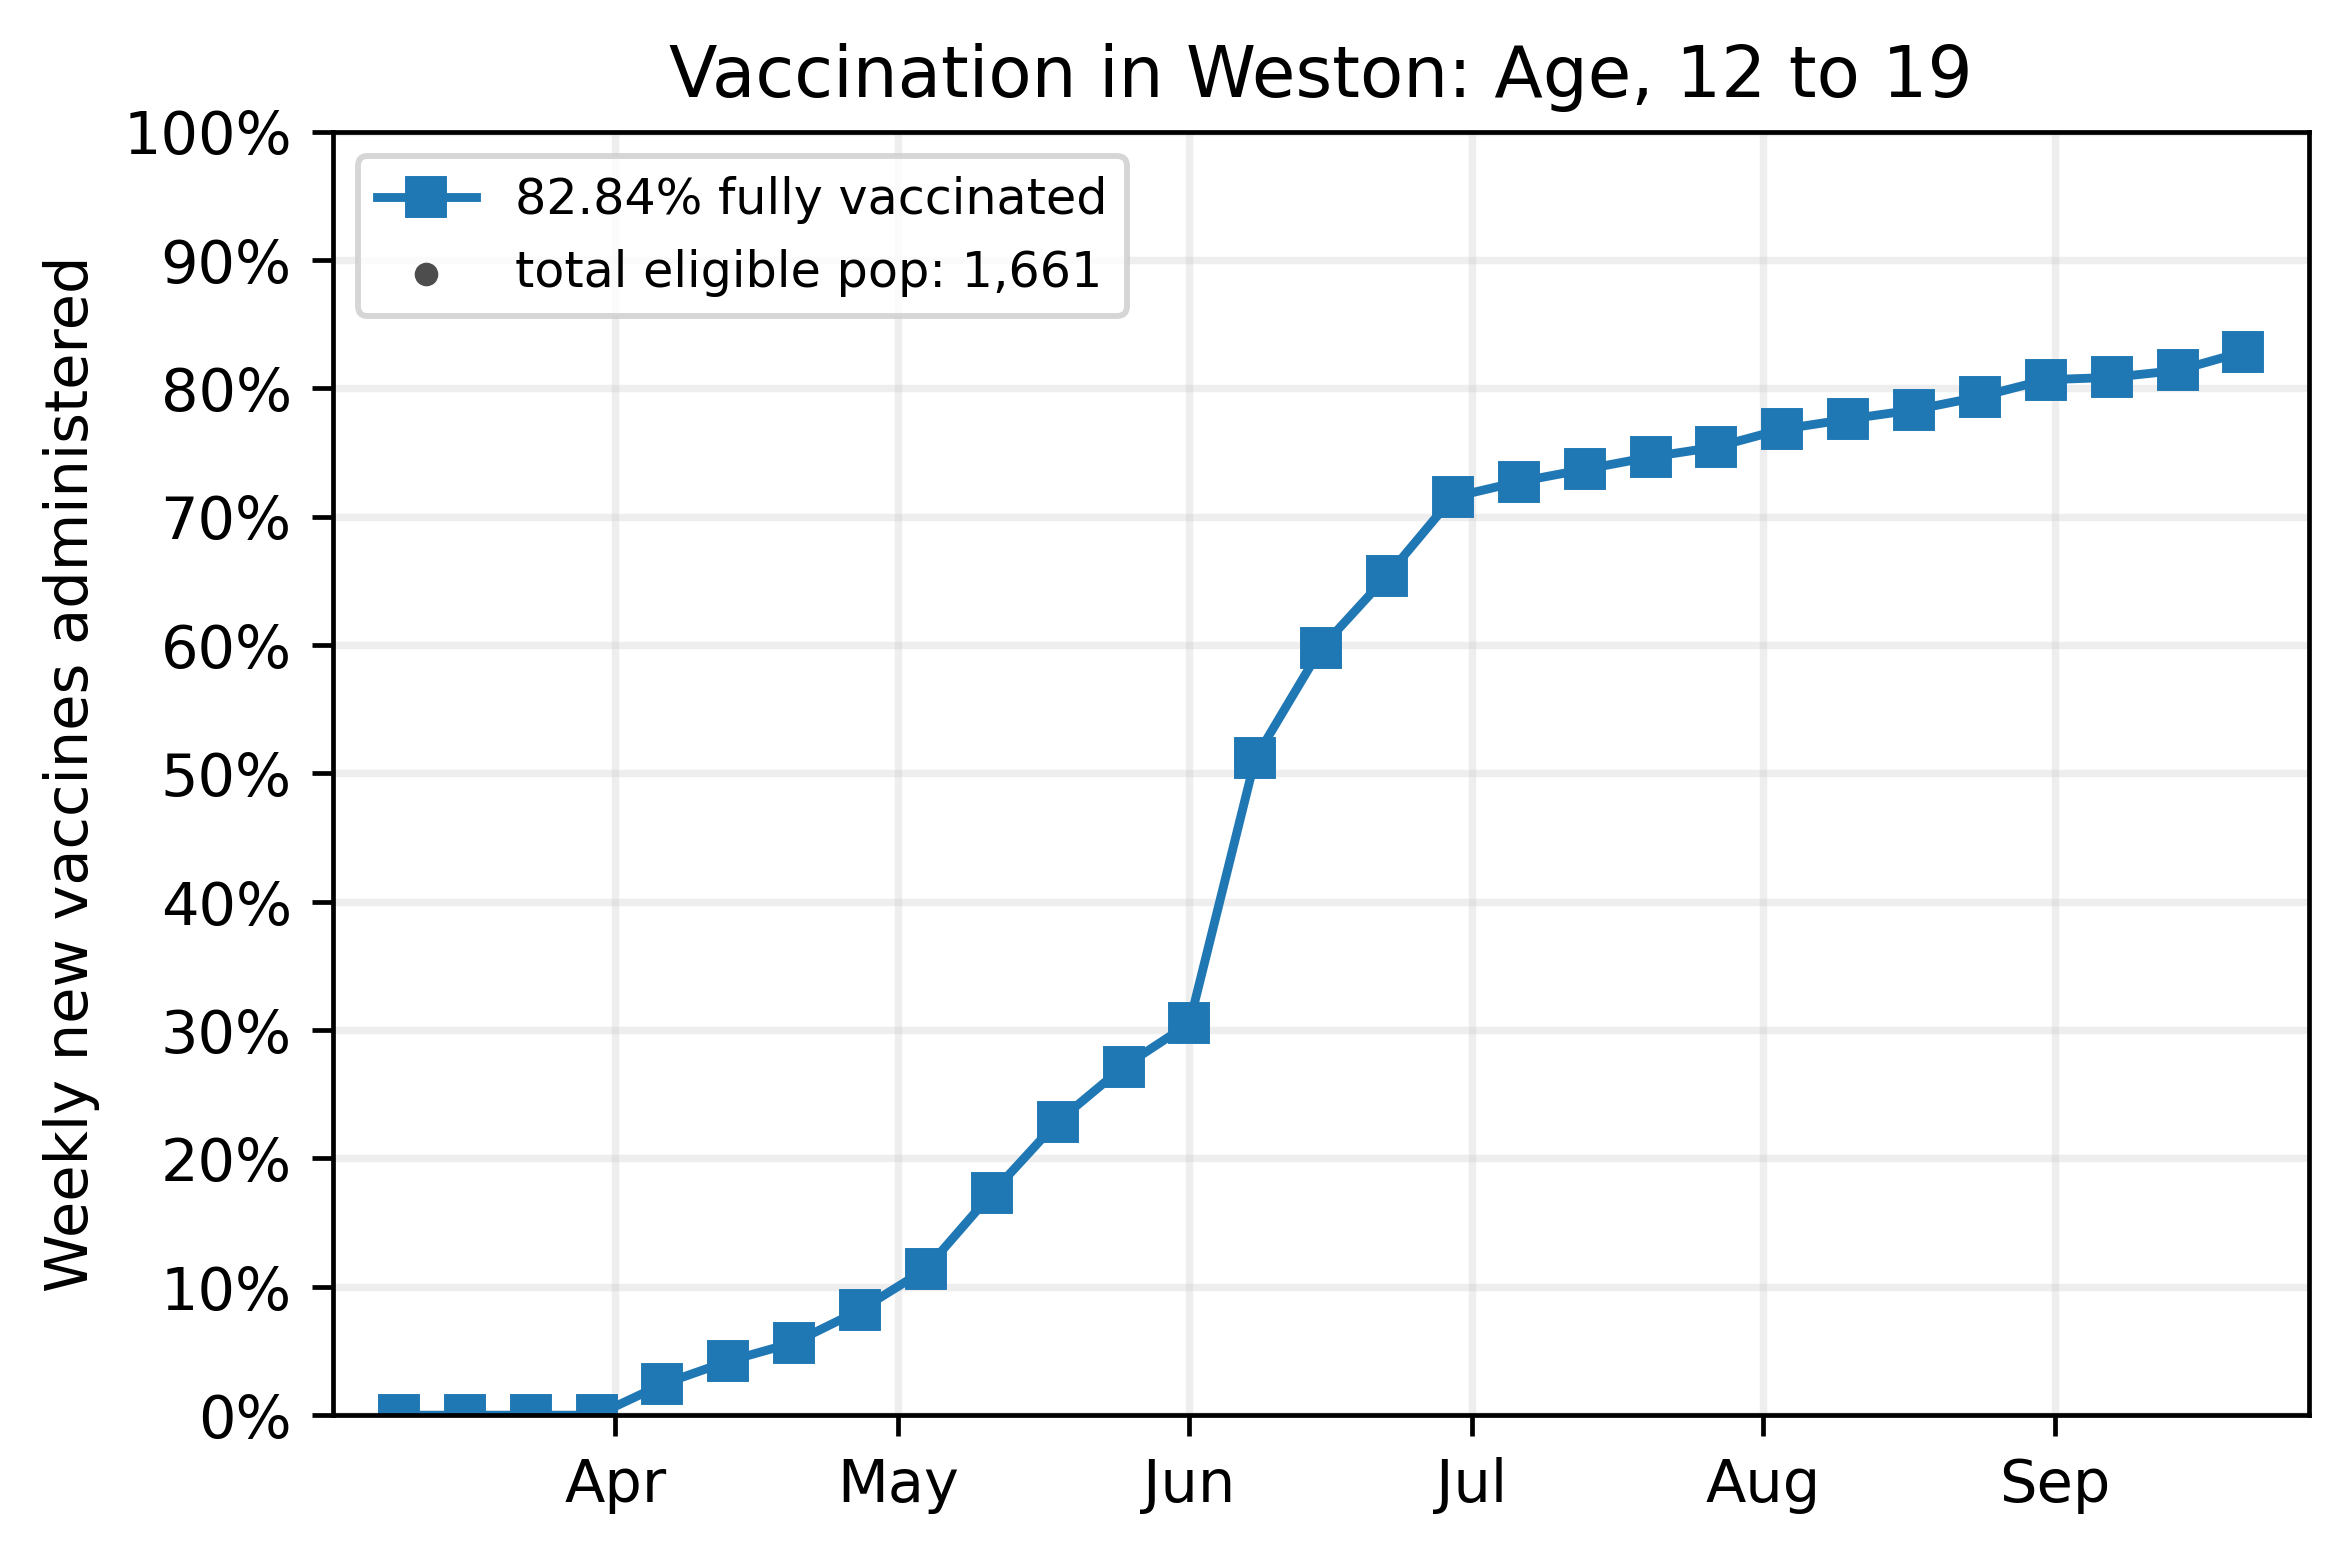 Vaccination in Weston: Age, 12 to 19
82.84% fully vaccinated
total eligible pop: 1,661
Weekly new vaccines administered
100%
90%
80%
70%
60%
50%
40%
30%
20%
10%
0%
Apr May Jun Jul Aug Sep